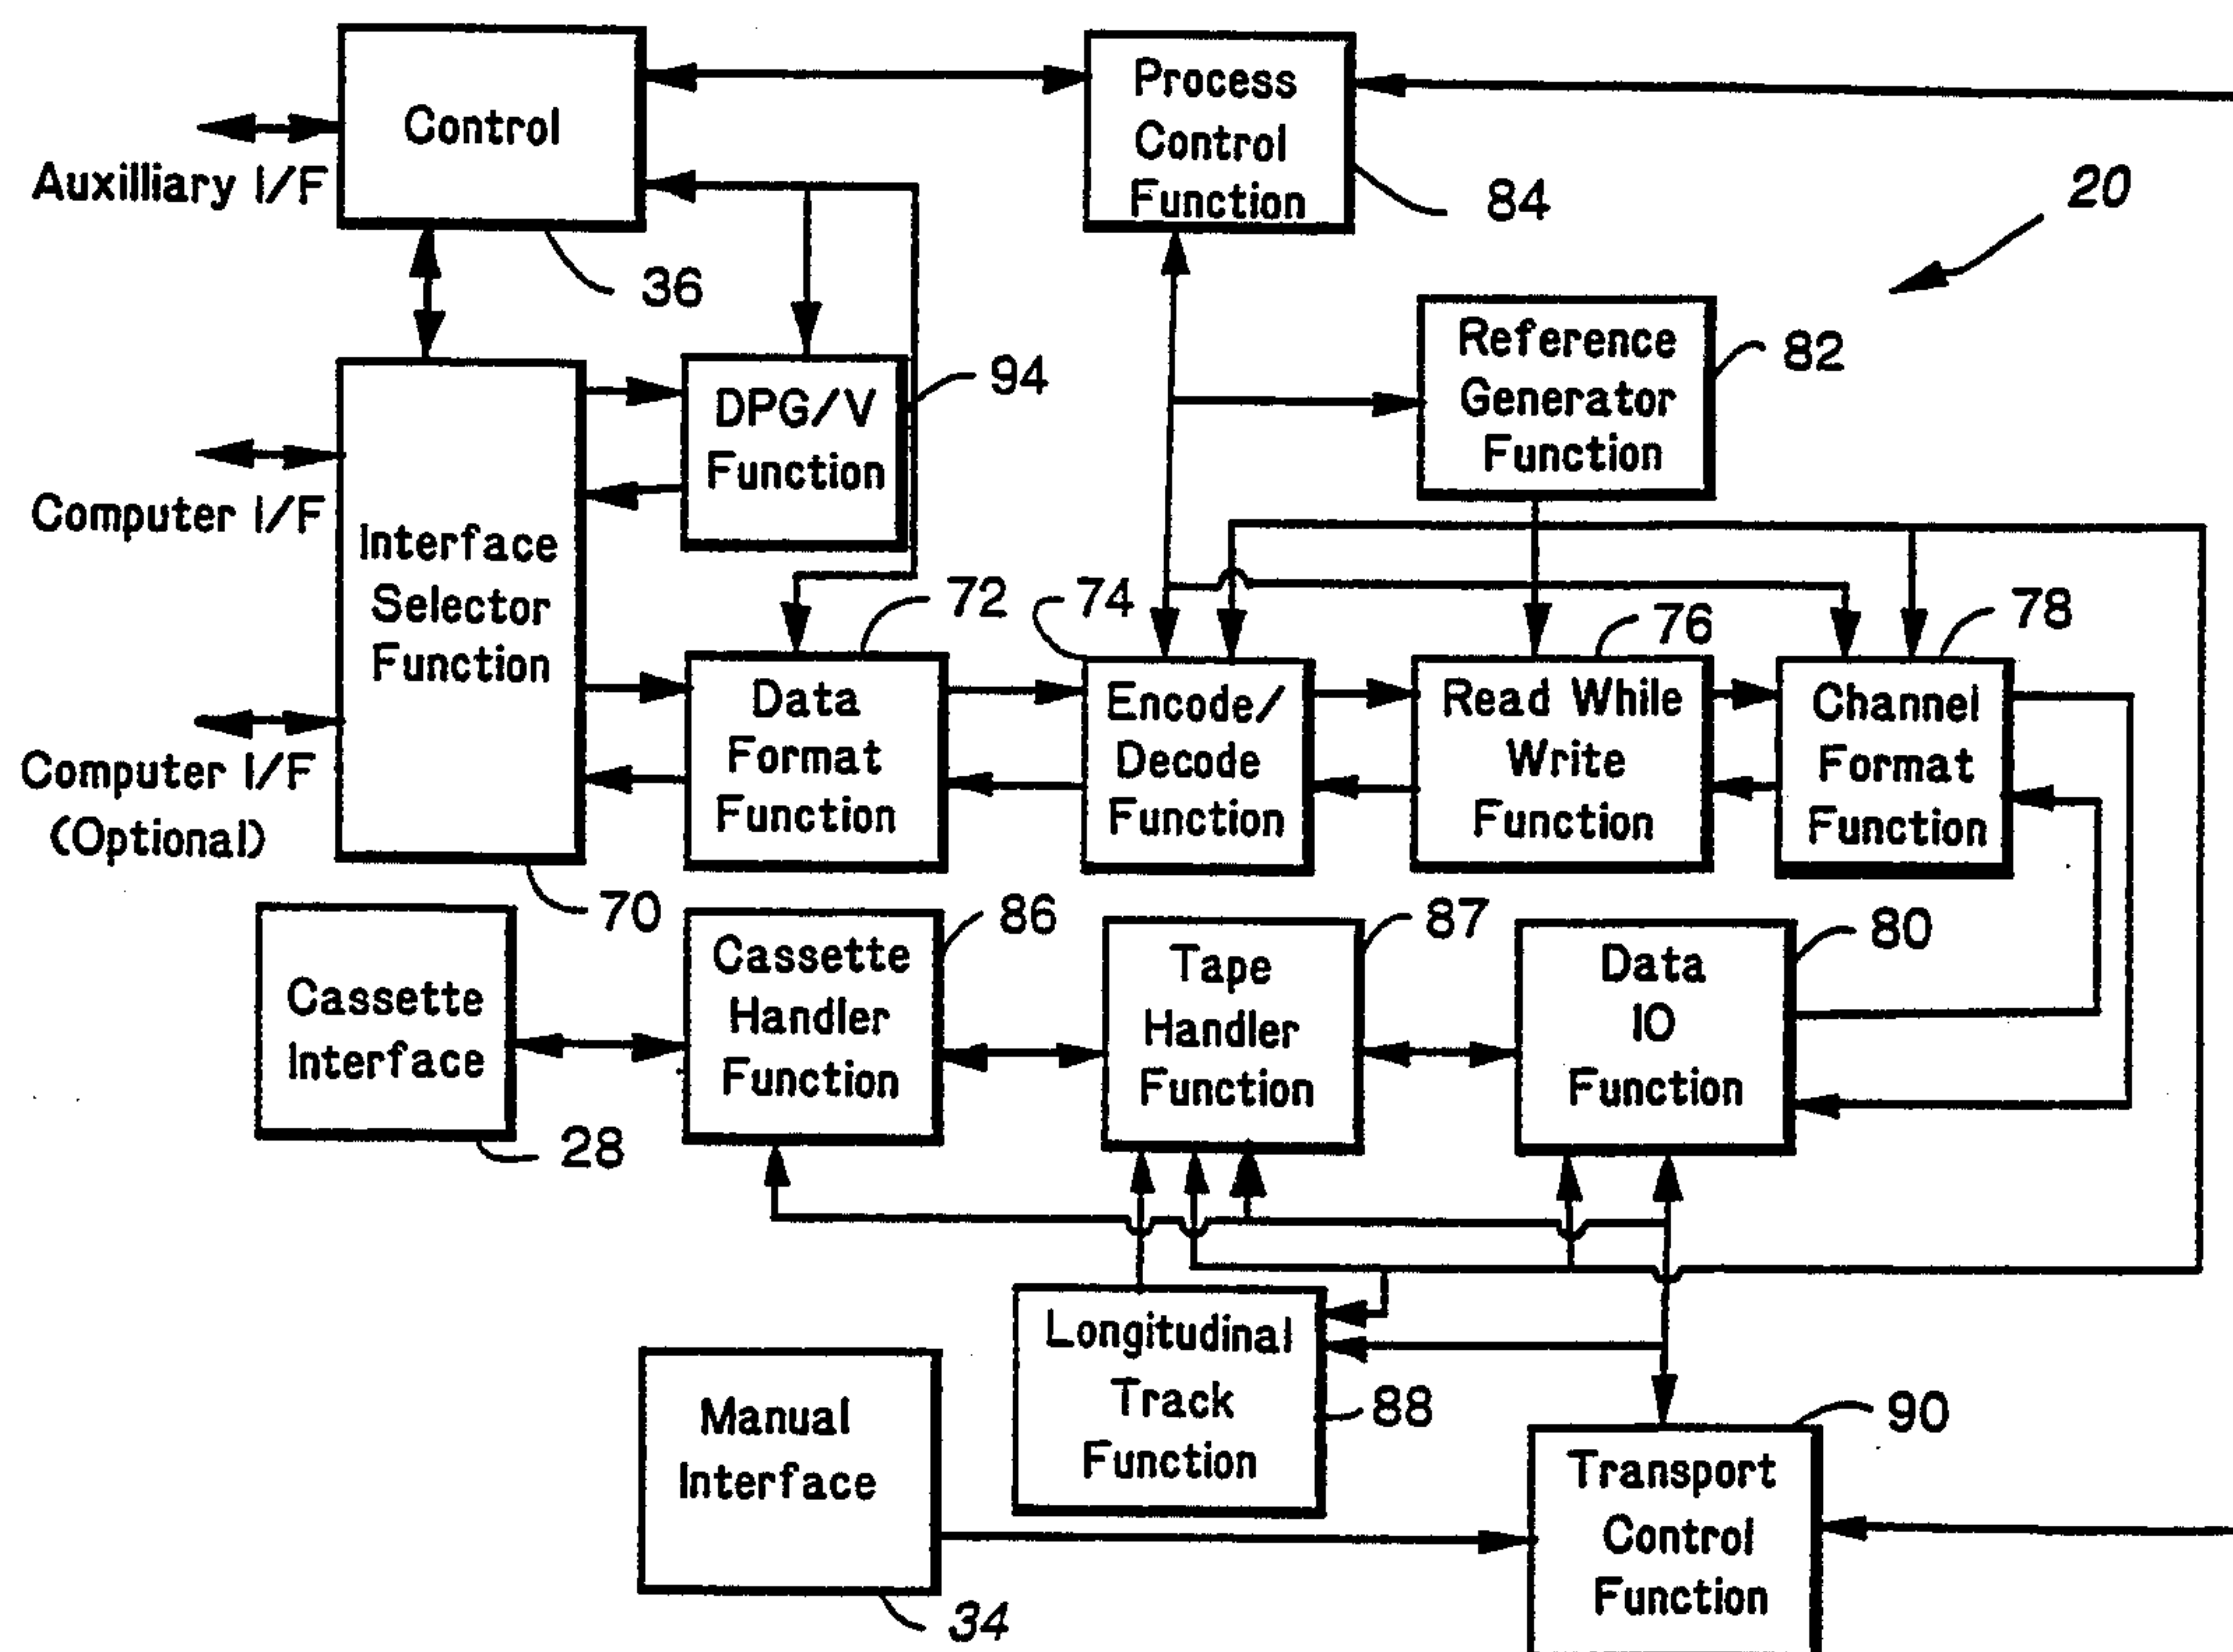 Control
Auxilliary I/F
36
Process
Control
Function
84
20
Reference
Generator
Function
82
DPG/V
Function
94
Computer I/F
Interface
Selector
Function
Computer I/F
(Optional)
70
Data
Format
Function
72
Encode/
Decode
Function
74
Read While
Write
Function
76
Channel
Format
Function
78
Cassette
Interface
28
Cassette
Handler
Function
86
Tape
Handler
Function
87
Data
IO
Function
80
Longitudinal
Track
Function
88
Manual
Interface
34
Transport
Control
Function
90